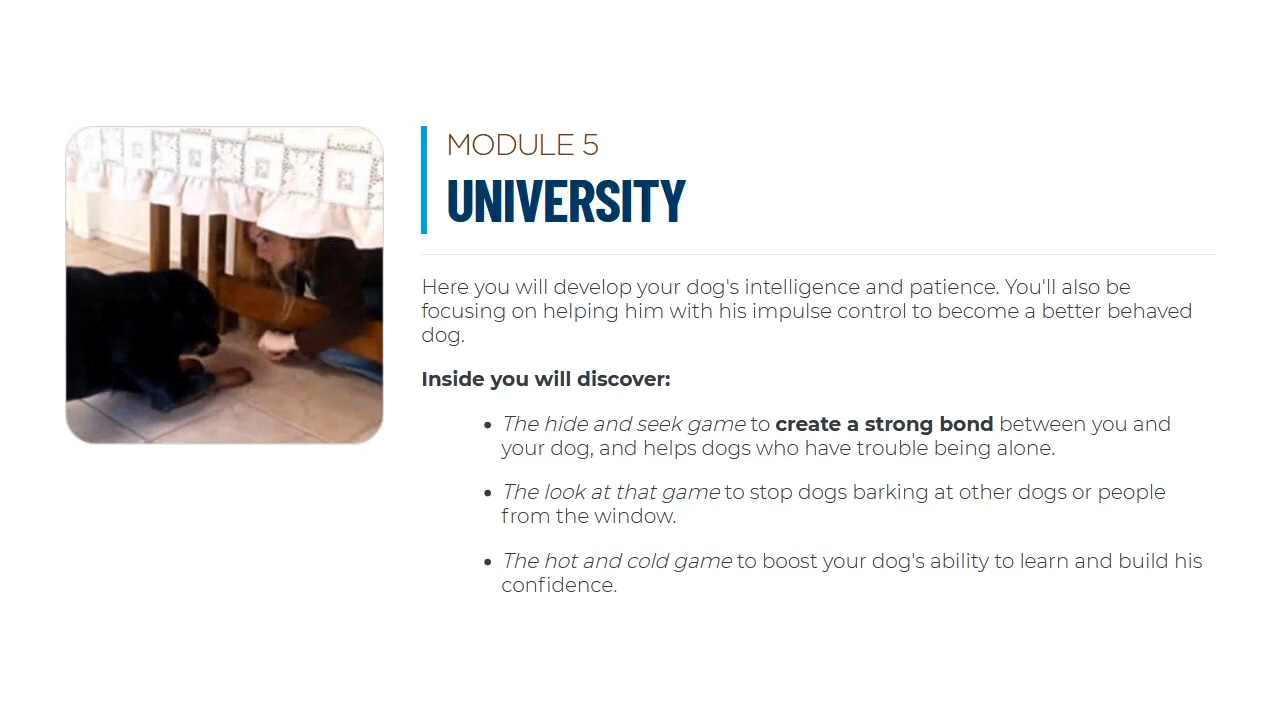 MODULE 5
UNIVERSITY
Here you will develop your dog's intelligence and patience. You'll also be
focusing on helping him with his impulse control to become a better behaved
dog.
Inside you will discover:
• The hide and seek game to create a strong bond between you and
your dog, and helps dogs who have trouble being alone.
• The look at that game to stop dogs barking at other dogs or people
from the window.
• The hot and cold game to boost your dog's ability to learn and build his
confidence.